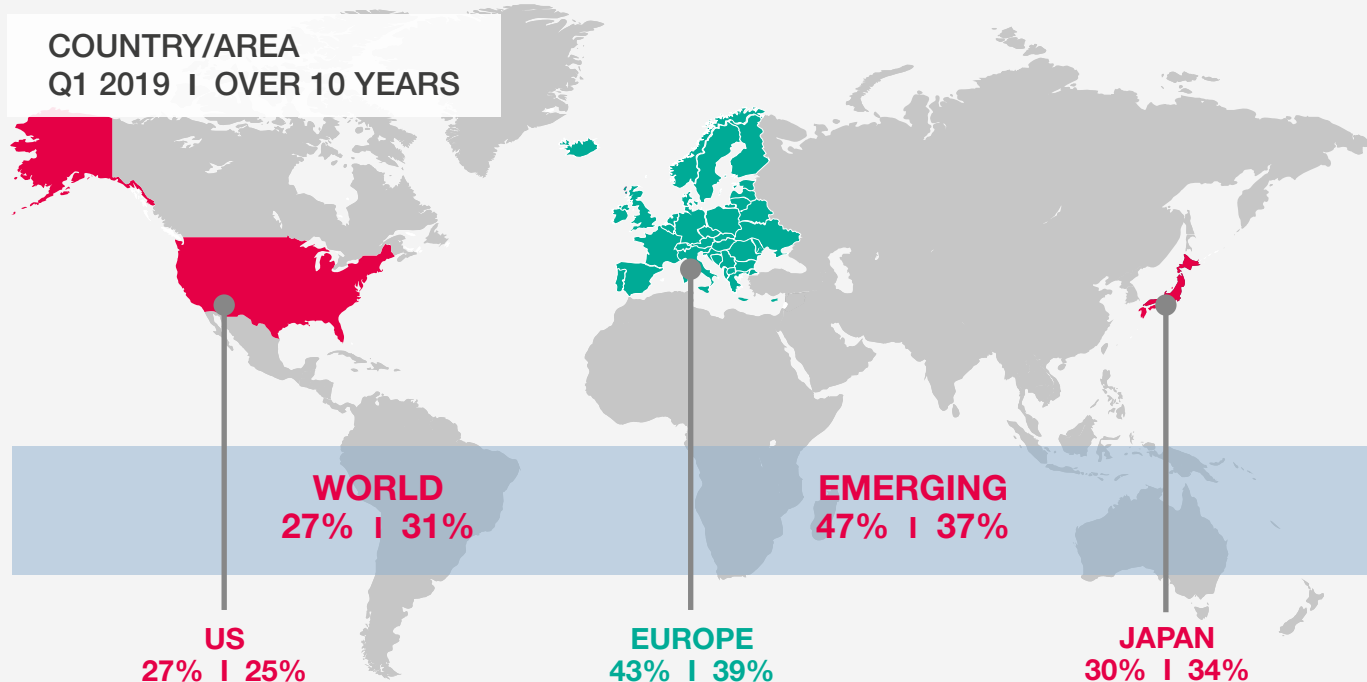 COUNTRY/AREA
Q1 2019 I OVER 10 YEARS
WORLD
27% I 31%
EMERGING
47% I 37%
US
27% I 25%
EUROPE
43% I 39%
JAPAN
30% I 34%